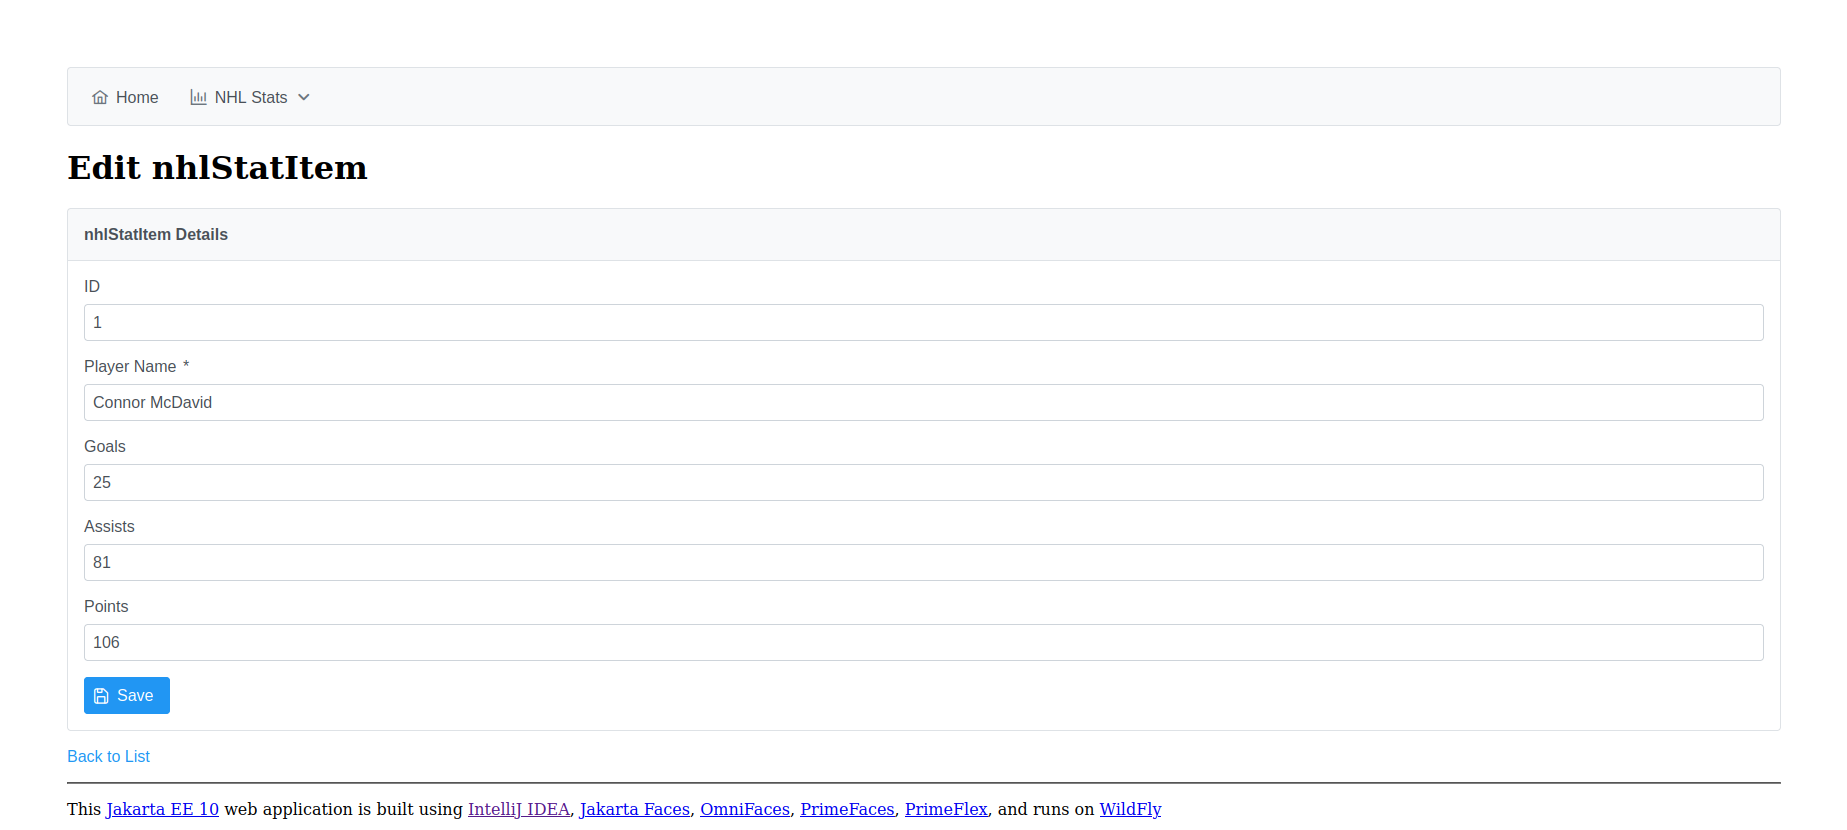 Home NHL Stats
Edit nhlStatItem
nhlStatItem Details
ID
1
Player Name *
Connor McDavid
Goals
25
Assists
81
Points
106
Save
Back to List
This Jakarta EE 10 web application is built using IntelliJ IDEA, Jakarta Faces, OmniFaces, PrimeFaces, PrimeFlex, and runs on WildFly